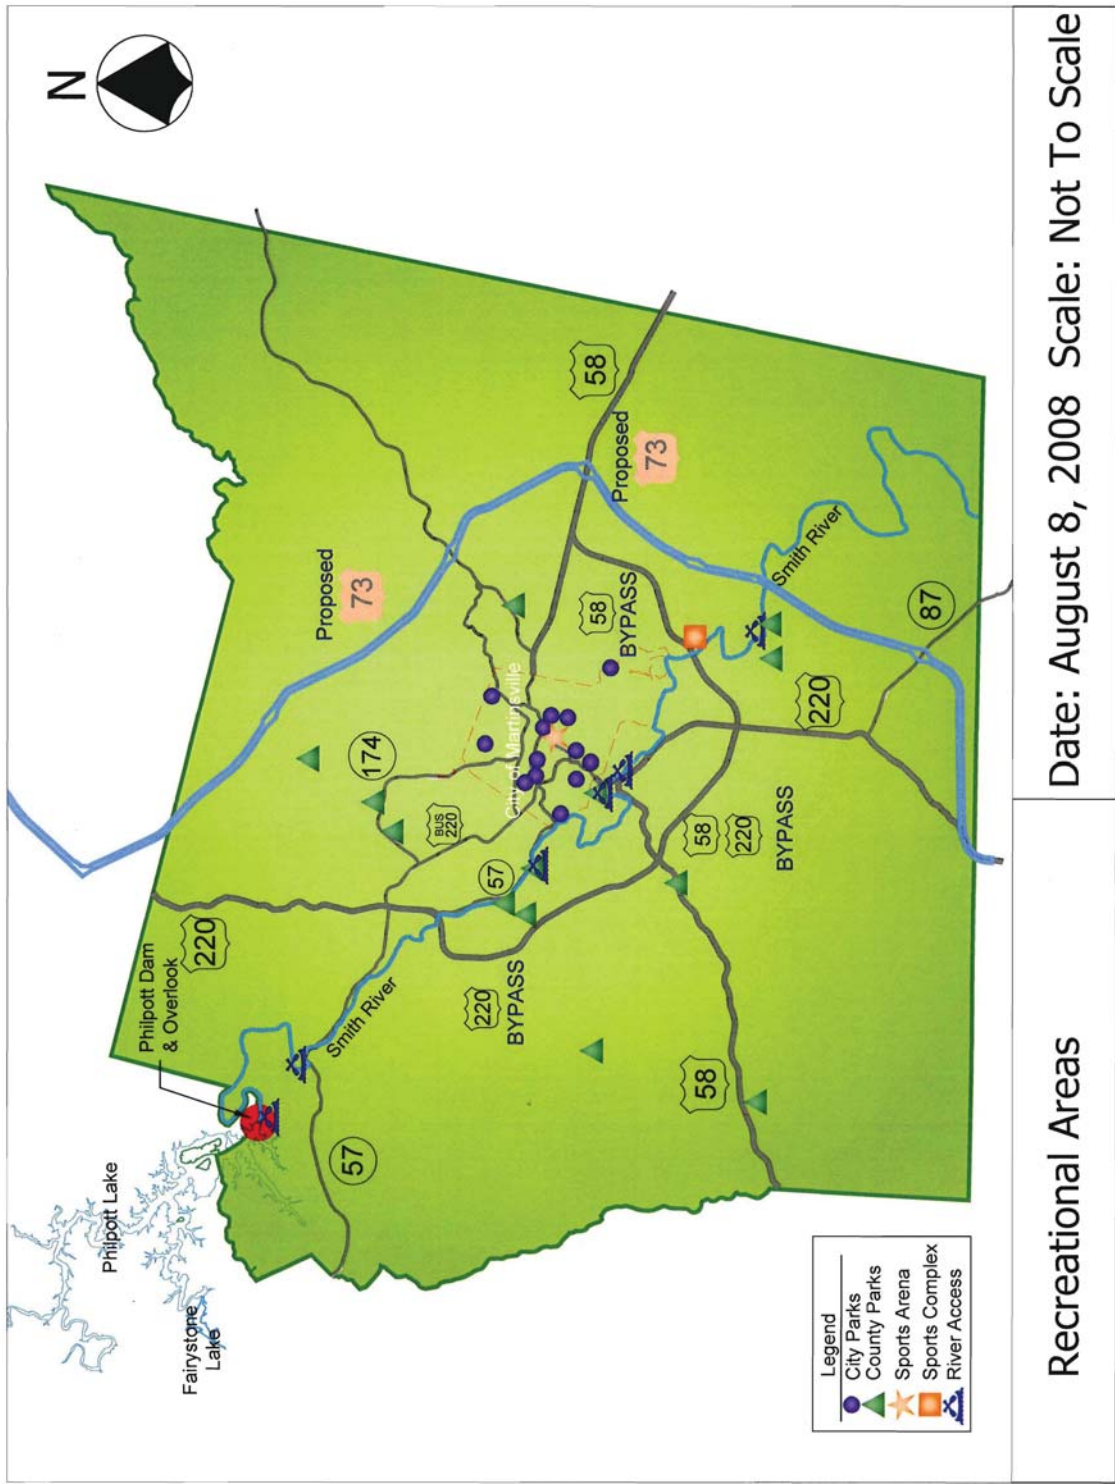 N
Fairystone
Lake
Philpott Lake
Philpott Dam
& Overlook
220
Proposed
73
57
Smith River
174
BUS
220
57
City of Martinsville
220
BYPASS
58
BYPASS
58
Proposed
73
58
58
220
BYPASS
220
Smith River
87
Legend
City Parks
County Parks
Sports Arena
Sports Complex
River Access
Recreational Areas
Date: August 8, 2008 Scale: Not To Scale